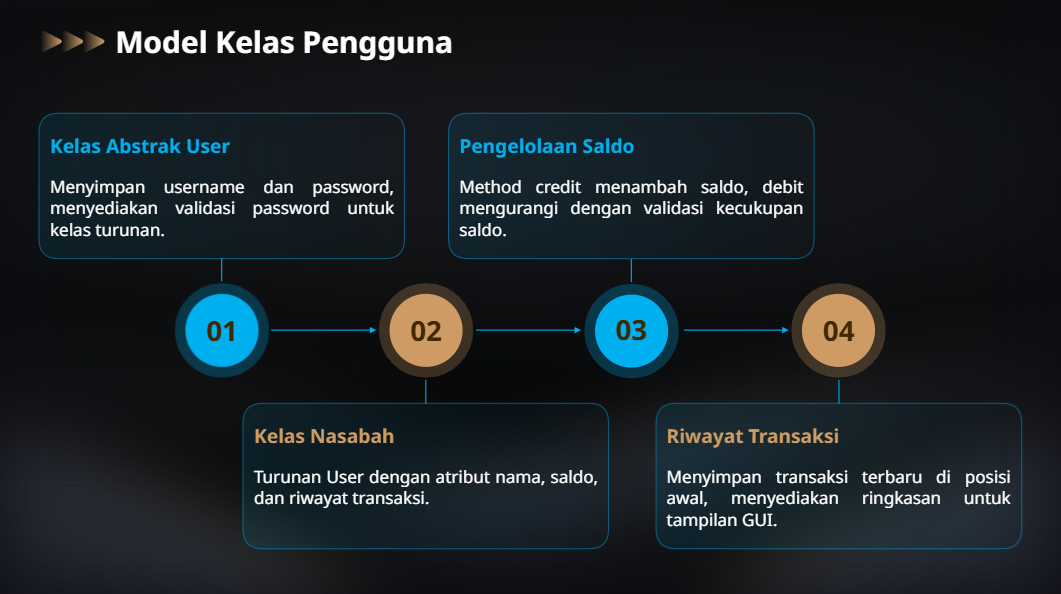 Model Kelas Pengguna
Kelas Abstrak User
Menyimpan username dan password,
menyediakan validasi password untuk
kelas turunan.
Pengelolaan Saldo
Method credit menambah saldo, debit
mengurangi dengan validasi kecukupan
saldo.
01
02
03
04
Kelas Nasabah
Turunan User dengan atribut nama, saldo,
dan riwayat transaksi.
Riwayat Transaksi
Menyimpan transaksi terbaru di posisi
awal, menyediakan ringkasan untuk
tampilan GUI.